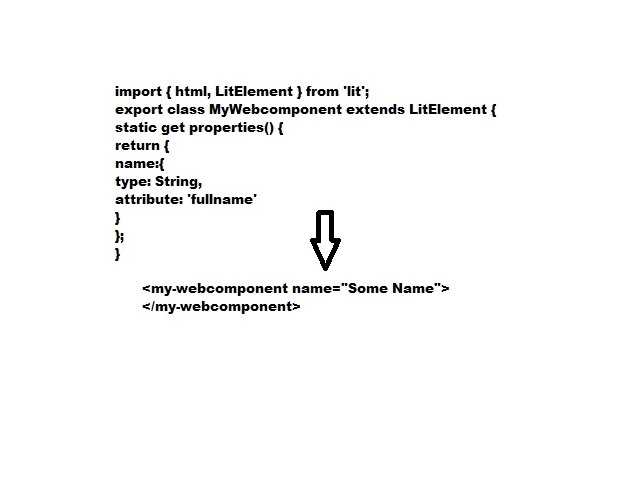 import { html, LitElement } from 'lit';
export class MyWebcomponent extends LitElement {
static get properties() {
return {
name:{
type: String,
attribute: 'fullname'
}
};
}
<my-webcomponent name="Some Name">
</my-webcomponent>